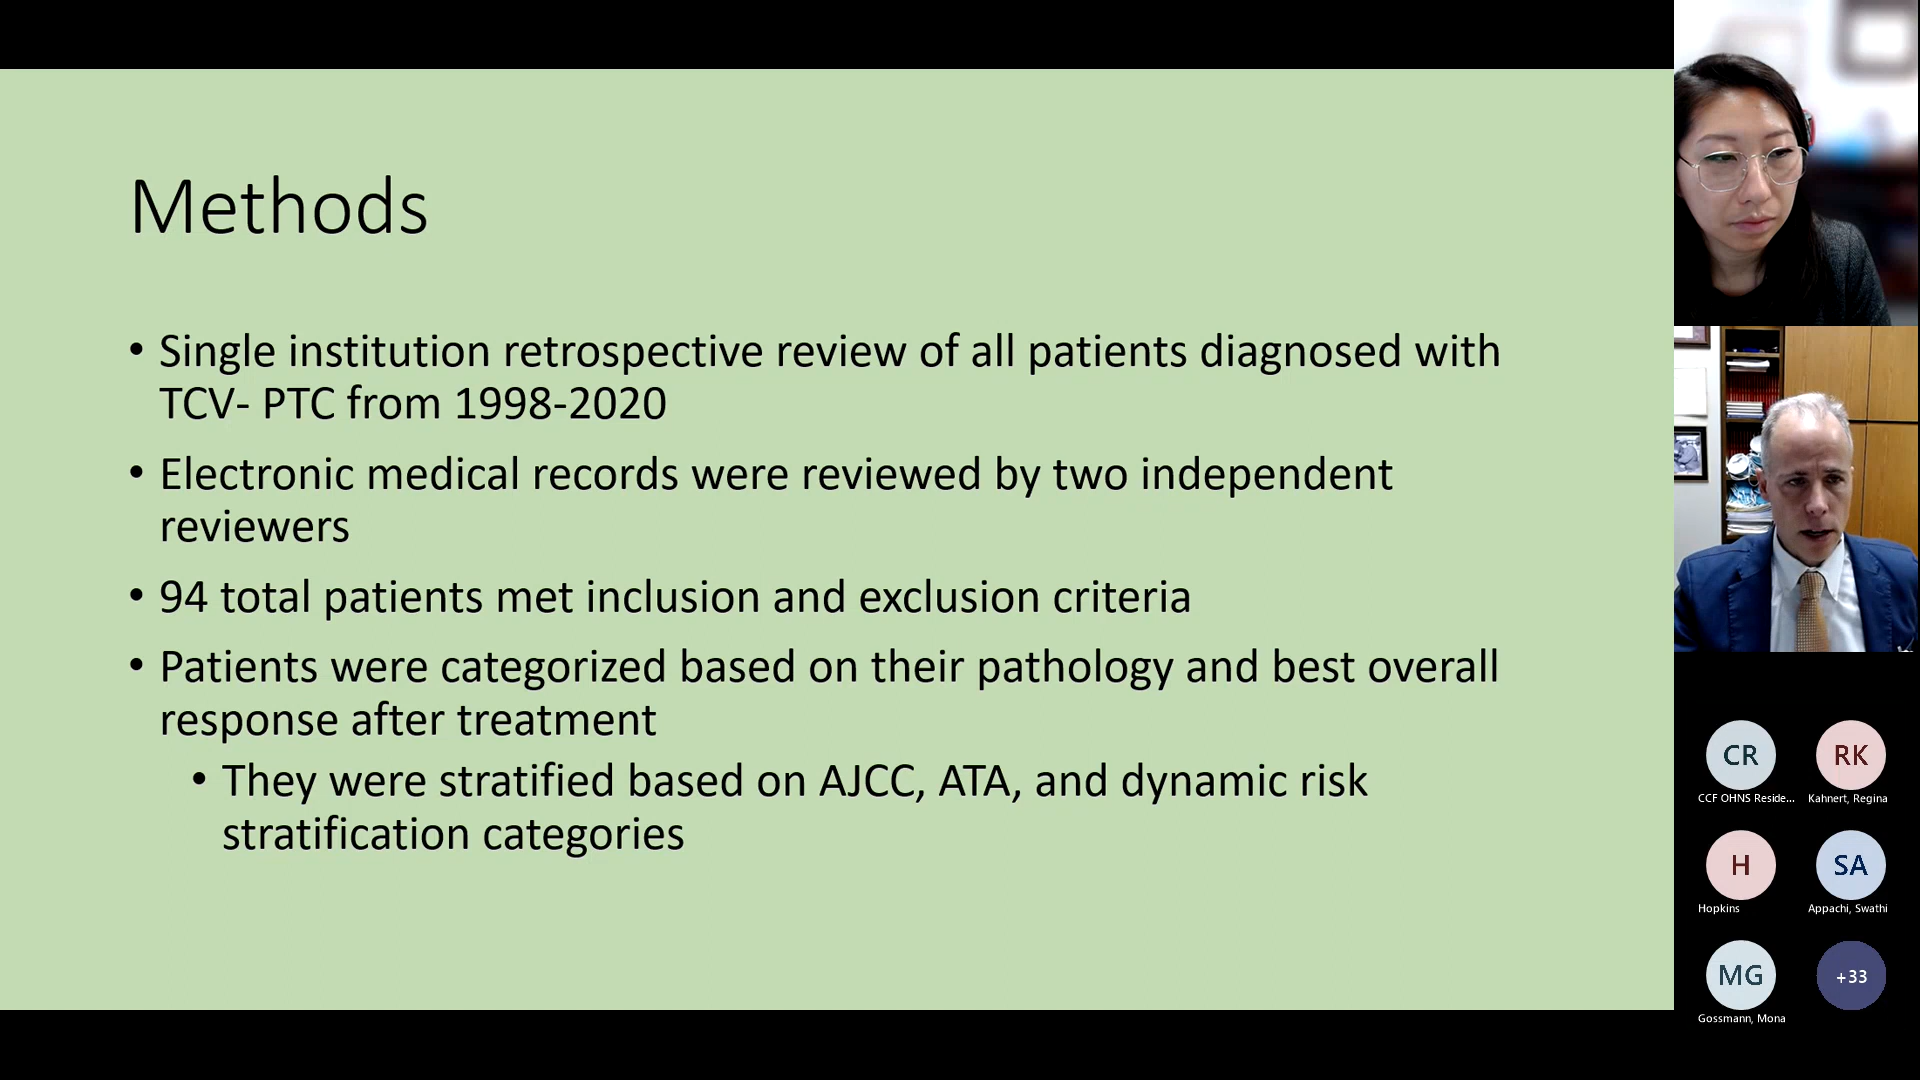 Methods
• Single institution retrospective review of all patients diagnosed with
TCV- PTC from 1998-2020
• Electronic medical records were reviewed by two independent
reviewers
• 94 total patients met inclusion and exclusion criteria
• Patients were categorized based on their pathology and best overall
response after treatment
• They were stratified based on AJCC, ATA, and dynamic risk
stratification categories
CR
CCF OHNS Reside...
RK
Kahnert, Regina
H
Hopkins
SA
Appachi, Swathi
MG
Gossmann, Mona
+33